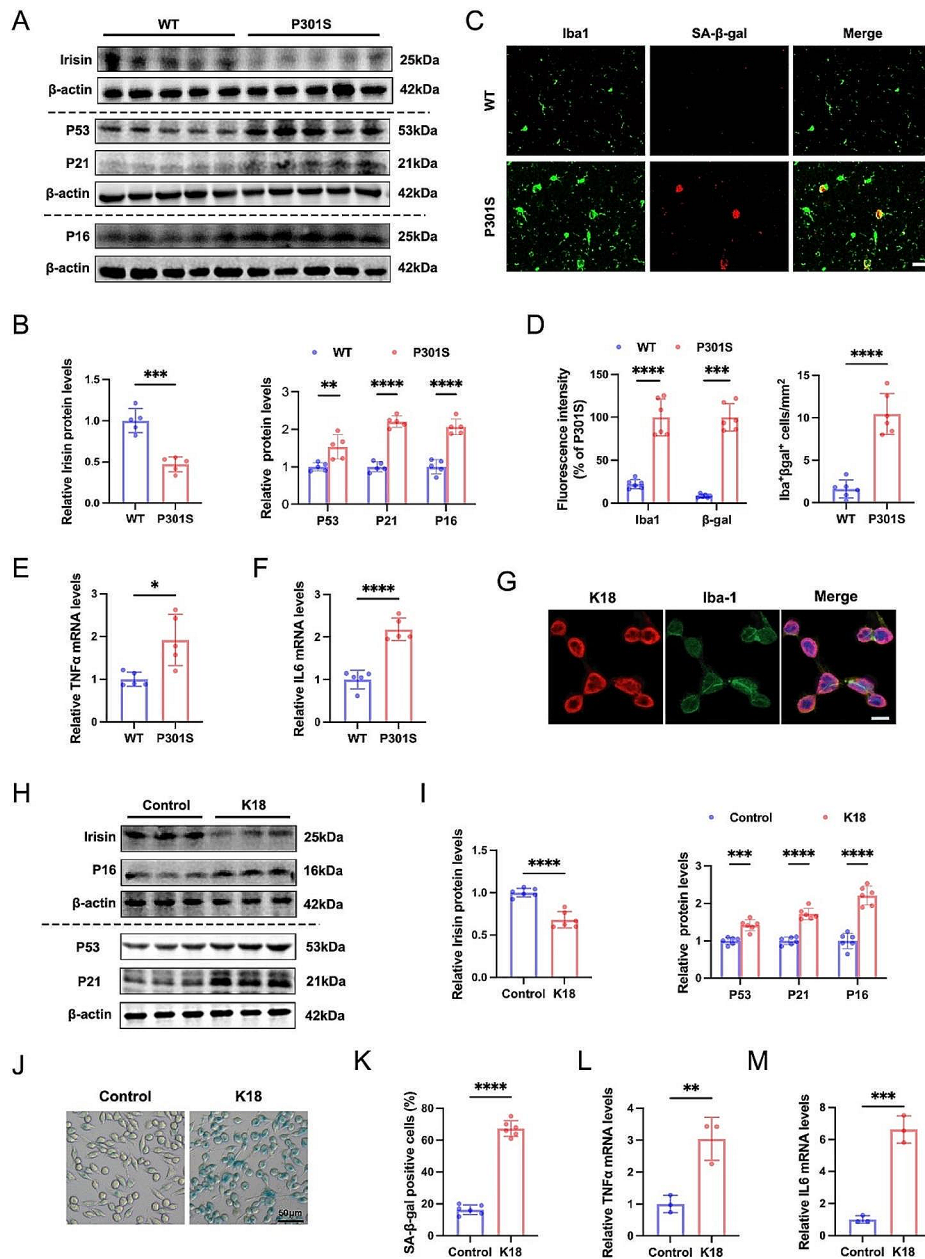 A
WT P301S
Irisin 25kDa
β-actin 42kDa
P53 53kDa
P21 21kDa
β-actin 42kDa
P16 25kDa
β-actin 42kDa
C
Iba1 SA-β-gal Merge
WT
P301S
B
Relative Irisin protein levels
1.5
1.0
0.5
0.0
***
WT P301S
WT P301S
Relative protein levels
4
3
2
1
0
** **** ****
P53 P21 P16
D
WT P301S
Fluorescence intensity
(% of P301S)
150
100
50
0
**** ***
Iba1 β-gal
Iba⁺βgal⁺ cells/mm2
20
15
10
5
0
****
WT P301S
E
Relative TNFα mRNA levels
3
2
1
0
*
WT P301S
F
Relative IL6 mRNA levels
3
2
1
0
****
WT P301S
G
K18 Iba-1 Merge
H
Control K18
Irisin 25kDa
P16 16kDa
β-actin 42kDa
P53 53kDa
P21 21kDa
β-actin 42kDa
I
Relative Irisin protein levels
1.5
1.0
0.5
0.0
****
Control K18
Control K18
Relative protein levels
4
3
2
1
0
*** **** ****
P53 P21 P16
J
Control K18
50μm
K
SA-β-gal positive cells (%)
80
60
40
20
0
****
Control K18
L
Relative TNFα mRNA levels
5
4
3
2
1
0
**
Control K18
M
Relative IL6 mRNA levels
8
6
4
2
0
***
Control K18